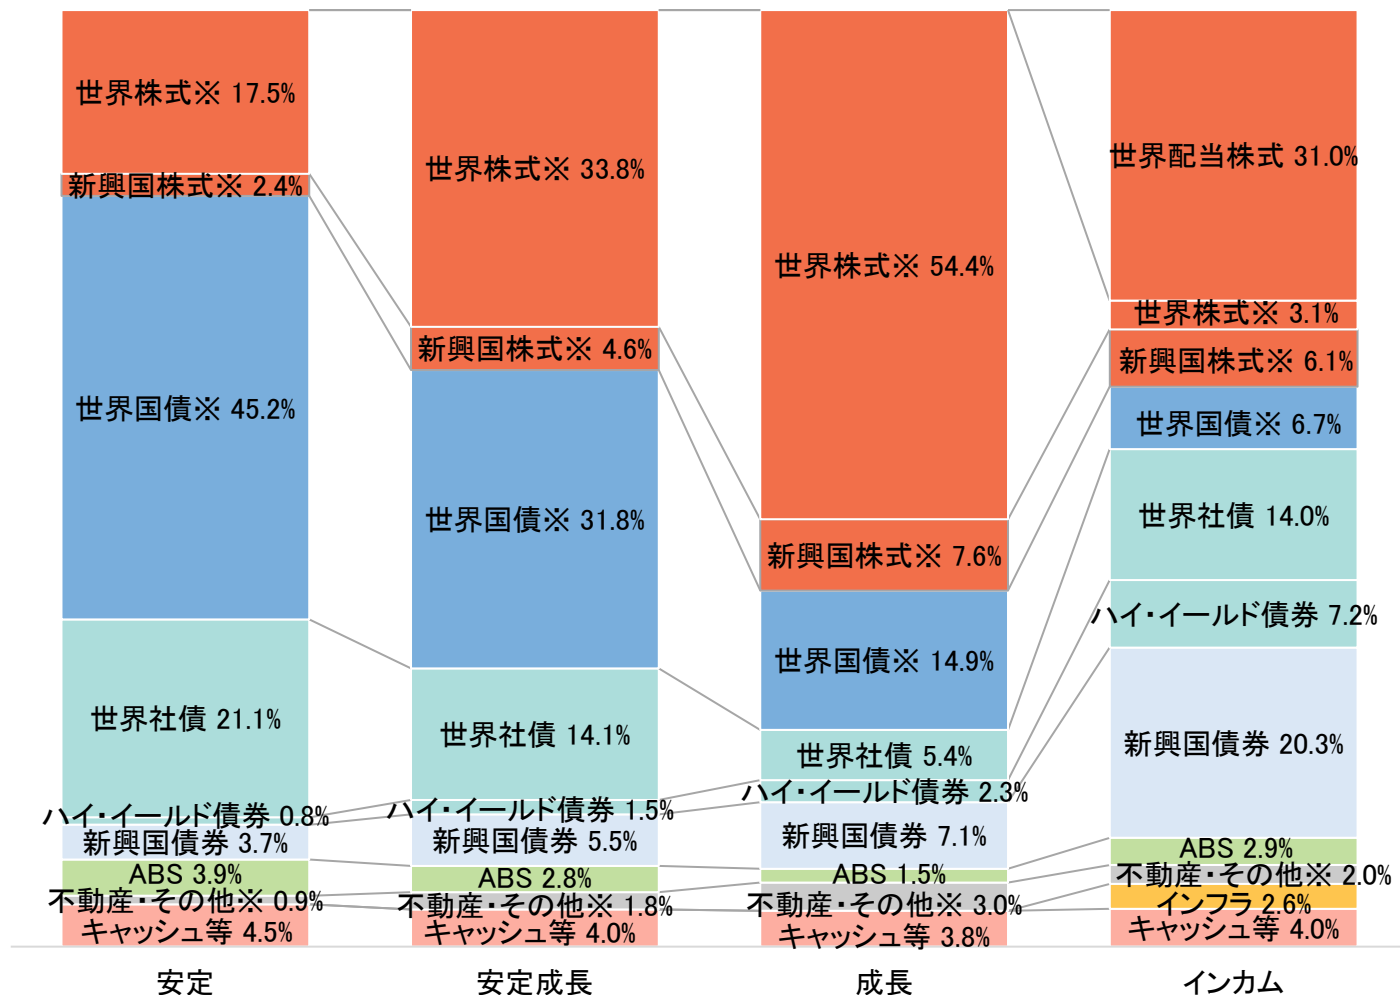 世界株式※ 17.5%
新興国株式※ 2.4%
世界国債※ 45.2%
世界社債 21.1%
ハイ・イールド債券 0.8%
新興国債券 3.7%
ABS 3.9%
不動産・その他※ 0.9%
キャッシュ等 4.5%
安定
世界株式※ 33.8%
新興国株式※ 4.6%
世界国債※ 31.8%
世界社債 14.1%
ハイ・イールド債券 1.5%
新興国債券 5.5%
ABS 2.8%
不動産・その他※ 1.8%
キャッシュ等 4.0%
安定成長
世界株式※ 54.4%
新興国株式※ 7.6%
世界国債※ 14.9%
世界社債 5.4%
ハイ・イールド債券 2.3%
新興国債券 7.1%
ABS 1.5%
不動産・その他※ 3.0%
キャッシュ等 3.8%
成長
世界配当株式 31.0%
世界株式※ 3.1%
新興国株式※ 6.1%
世界国債※ 6.7%
世界社債 14.0%
ハイ・イールド債券 7.2%
新興国債券 20.3%
ABS 2.9%
不動産・その他※ 2.0%
インフラ 2.6%
キャッシュ等 4.0%
インカム